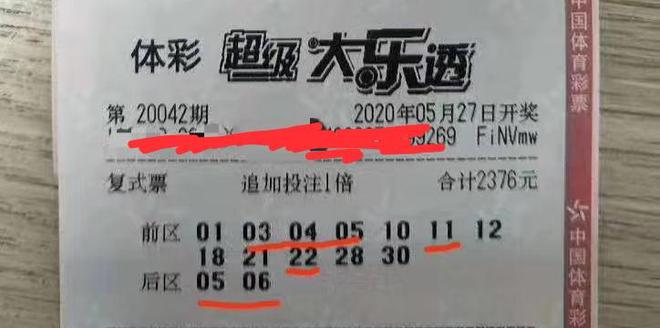 体彩 超级大乐透
第 20042期 2020年05月27日开奖
99269 FiNVmw
复式票 追加投注1倍 合计2376元
前区 01 03 04 05 10 11 12
18 21 22 28 30
后区 05 06
中国体育彩票
中国体育